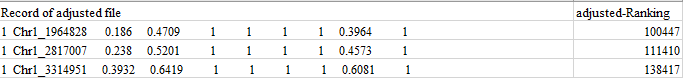 Record of adjusted file adjusted-Ranking
1 Chr1_1964828 0.186 0.4709 1 1 1 1 0.3964 1 100447
1 Chr1_2817007 0.238 0.5201 1 1 1 1 0.4573 1 111410
1 Chr1_3314951 0.3932 0.6419 1 1 1 1 0.6081 1 138417